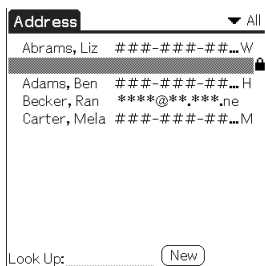 Address All
Abrams, Liz ###-###-##...W
Adams, Ben ###-###-##...H
Becker, Ran ****@**.***.ne
Carter, Mela ###-###-##...M
Look Up: New